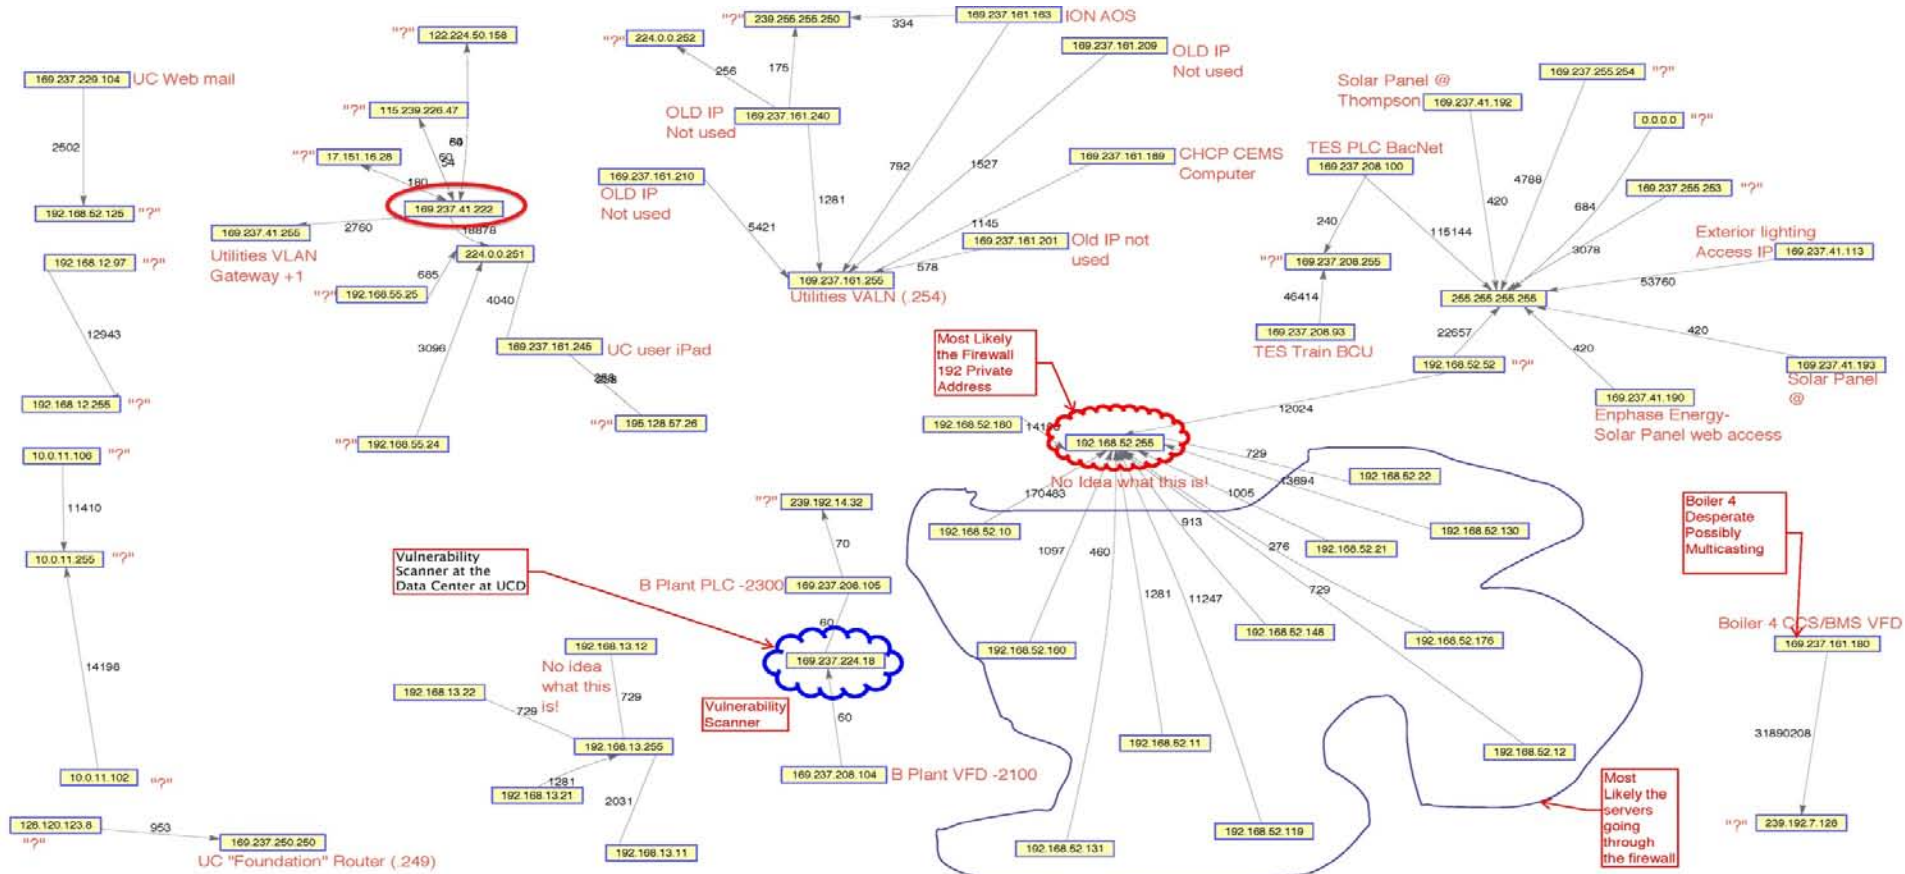 "?" 122.224.50.158
169.237.229.104 UC Web mail
2502
192.168.52.125 "?"
192.168.12.97 "?"
12943
192.168.12.255 "?"
10.0.11.106 "?"
11410
10.0.11.255 "?"
14198
10.0.11.102 "?"
126.120.123.8
"?"
953
169.237.250.250
UC "Foundation" Router (.249)
"?" 115.239.226.47
"?" 17.151.16.28
54
180
169.237.41.222
2760
18878
169.237.41.255
Utilities VLAN
Gateway +1
224.0.0.251
685
"?" 192.168.55.25
4040
3096
169.237.161.245 UC user iPad
"?" 195.128.57.26
"?" 192.168.55.24
"?" 239.255.255.250
334
169.237.161.163 ION AOS
"?" 224.0.0.252
256
175
169.237.161.209 OLD IP
Not used
OLD IP
Not used
169.237.161.240
792
1527
169.237.161.189 CHCP CEMS
Computer
169.237.161.210
OLD IP
Not used
5421
1281
1145
169.237.161.201 Old IP not
used
578
169.237.161.255
Utilities VALN (.254)
169.237.255.254 "?"
Solar Panel @
Thompson 169.237.41.192
0.0.0.0 "?"
TES PLC BacNet
169.237.208.100
4788
420
684
169.237.255.253 "?"
240
115144
3078
Exterior lighting
Access IP 169.237.41.113
"?" 169.237.208.255
53760
255.255.255.255
46414
169.237.208.93
TES Train BCU
22657
420
420
192.168.52.52 "?"
169.237.41.193
Solar Panel
@
169.237.41.190
Enphase Energy-
Solar Panel web access
Most Likely
the Firewall
192 Private
Address
12024
192.168.52.180
192.168.52.255
No Idea what this is!
729
192.168.52.22
170483
1005
13694
192.168.52.10
913
192.168.52.130
1097
460
276
192.168.52.21
1281
11247
729
192.168.52.148
192.168.52.176
192.168.52.160
192.168.52.11
192.168.52.12
192.168.52.119
192.168.52.131
Most
Likely the
servers
going
through
the firewall
"?" 239.192.14.32
70
Vulnerability
Scanner at the
Data Center at UCD
B Plant PLC -2300 169.237.208.105
60
169.237.224.18
Vulnerability
Scanner
60
169.237.208.104 B Plant VFD -2100
192.168.13.12
No idea
what this
is!
192.168.13.22
729
729
192.168.13.255
1281
192.168.13.21
2031
192.168.13.11
Boiler 4
Desperate
Possibly
Multicasting
Boiler 4 CCS/BMS VFD
169.237.161.180
31890208
"?" 239.192.7.128